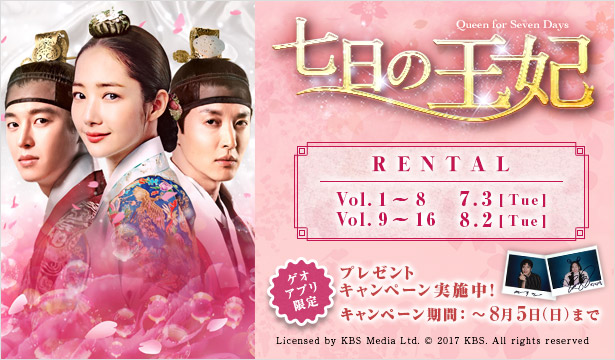 Queen for Seven Days
七日の王妃
RENTAL
Vol. 1～8 7.3 [Tue]
Vol. 9～16 8.2 [Tue]
ゲオ
アプリ
限定
プレゼント
キャンペーン実施中!
キャンペーン期間：～8月5日(日)まで
Licensed by KBS Media Ltd. © 2017 KBS. All rights reserved